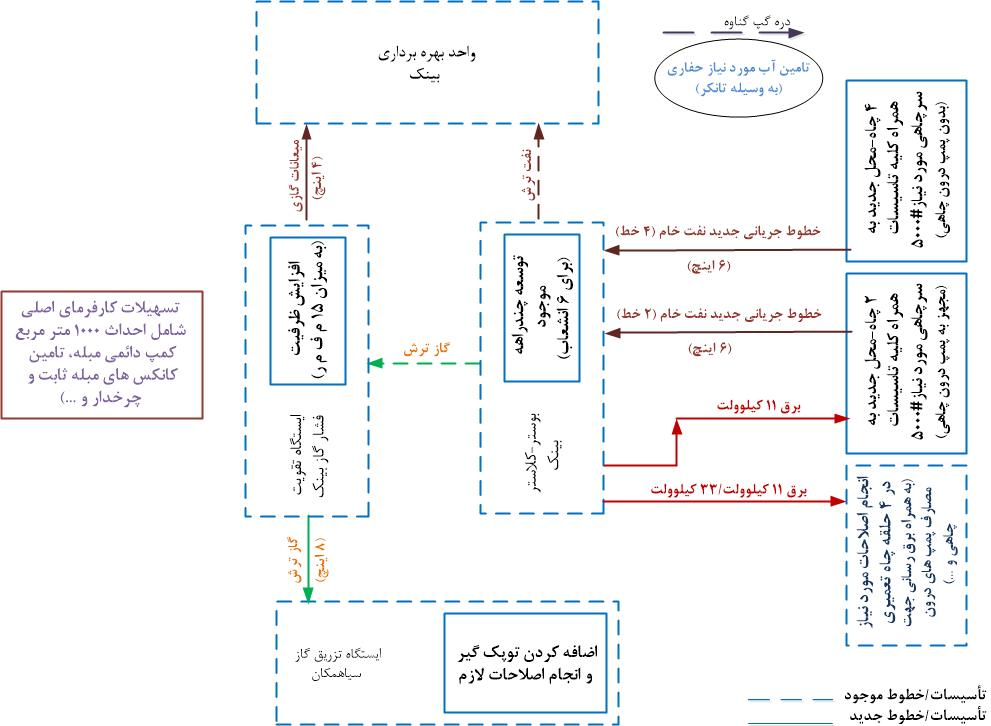 دره گپ گناوه
تامین آب مورد نیاز حفاری
(به وسیله تانکر)
واحد بهره برداری
بینک
۴ چاه-محل جدید به
همراه کلیه تاسیسات
سرچاهی مورد نیاز#۵۰۰۰
(بدون پمپ درون چاهی)
میعانات گازی
(۴ اینچ)
نفت ترش
خطوط جریانی جدید نفت خام (۴ خط)
(۶ اینچ)
توسعه چندراهه
موجود
(برای ۶ انشعاب)
بوستر-کلاستر
بینک
افزایش ظرفیت
(به میزان ۱۵ م ف م ر)
ایستگاه تقویت
فشار گاز بینک
۲ چاه-محل جدید به
همراه کلیه تاسیسات
سرچاهی مورد نیاز#۵۰۰۰
(مجهز به پمپ درون چاهی)
خطوط جریانی جدید نفت خام (۲ خط)
(۶ اینچ)
گاز ترش
تسهیلات کارفرمای اصلی
شامل احداث ۱۰۰۰ متر مربع
کمپ دائمی مبله، تامین
کانکس های مبله ثابت و
چرخدار و ...)
برق ۱۱ کیلوولت
برق ۱۱ کیلوولت/۳۳ کیلوولت
انجام اصلاحات مورد نیاز
در ۴ حلقه چاه تعمیری
(به همراه برق رسانی جهت
مصارف پمپ های درون
چاهی و ...)
گاز ترش
(۸ اینچ)
اضافه کردن توپک گیر
و انجام اصلاحات لازم
ایستگاه تزریق گاز
سیاهمکان
تأسیسات/خطوط موجود
تأسیسات/خطوط جدید